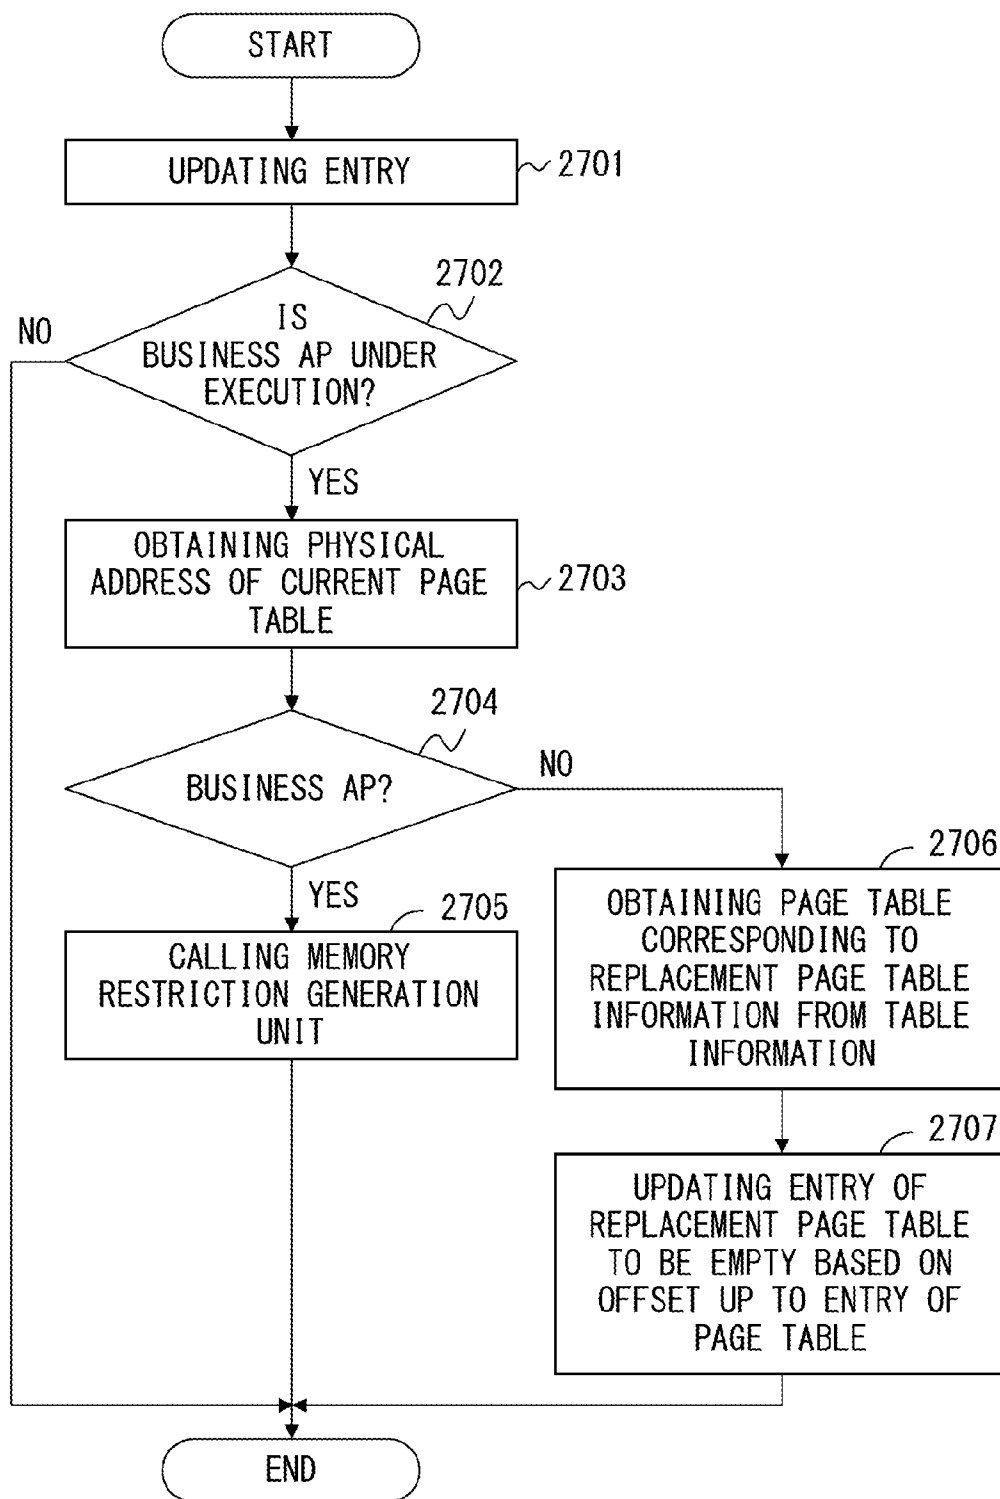 START
UPDATING ENTRY
2701
2702
NO
IS
BUSINESS AP UNDER
EXECUTION?
YES
OBTAINING PHYSICAL
ADDRESS OF CURRENT PAGE
TABLE
2703
2704
BUSINESS AP?
NO
YES
2705
CALLING MEMORY
RESTRICTION GENERATION
UNIT
2706
OBTAINING PAGE TABLE
CORRESPONDING TO
REPLACEMENT PAGE TABLE
INFORMATION FROM TABLE
INFORMATION
2707
UPDATING ENTRY OF
REPLACEMENT PAGE TABLE
TO BE EMPTY BASED ON
OFFSET UP TO ENTRY OF
PAGE TABLE
END